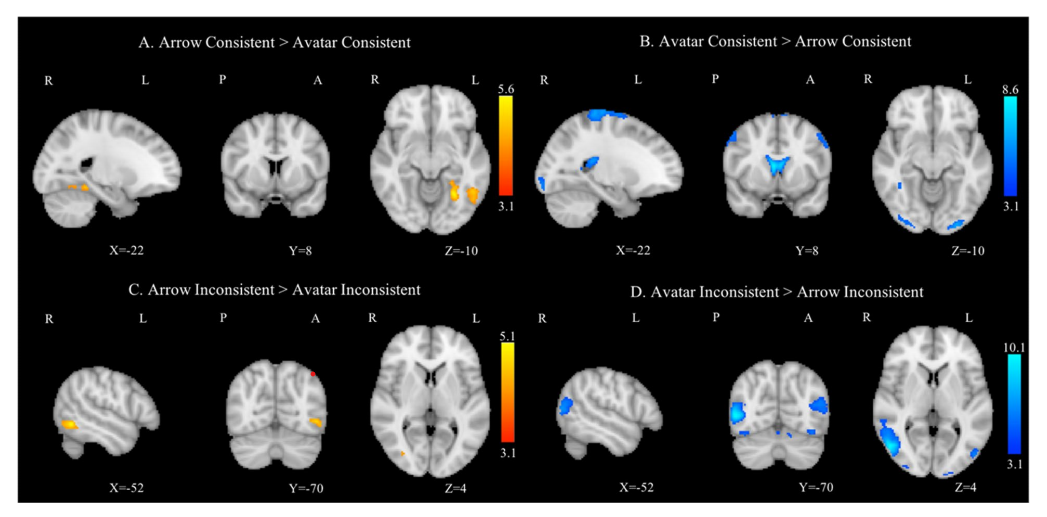 A. Arrow Consistent > Avatar Consistent
R L P A R L
5.6
3.1
X=-22 Y=8 Z=-10
B. Avatar Consistent > Arrow Consistent
R L P A R L
8.6
3.1
X=-22 Y=8 Z=-10
C. Arrow Inconsistent > Avatar Inconsistent
R L P A R L
5.1
3.1
X=-52 Y=-70 Z=4
D. Avatar Inconsistent > Arrow Inconsistent
R L P A R L
10.1
3.1
X=-52 Y=-70 Z=4